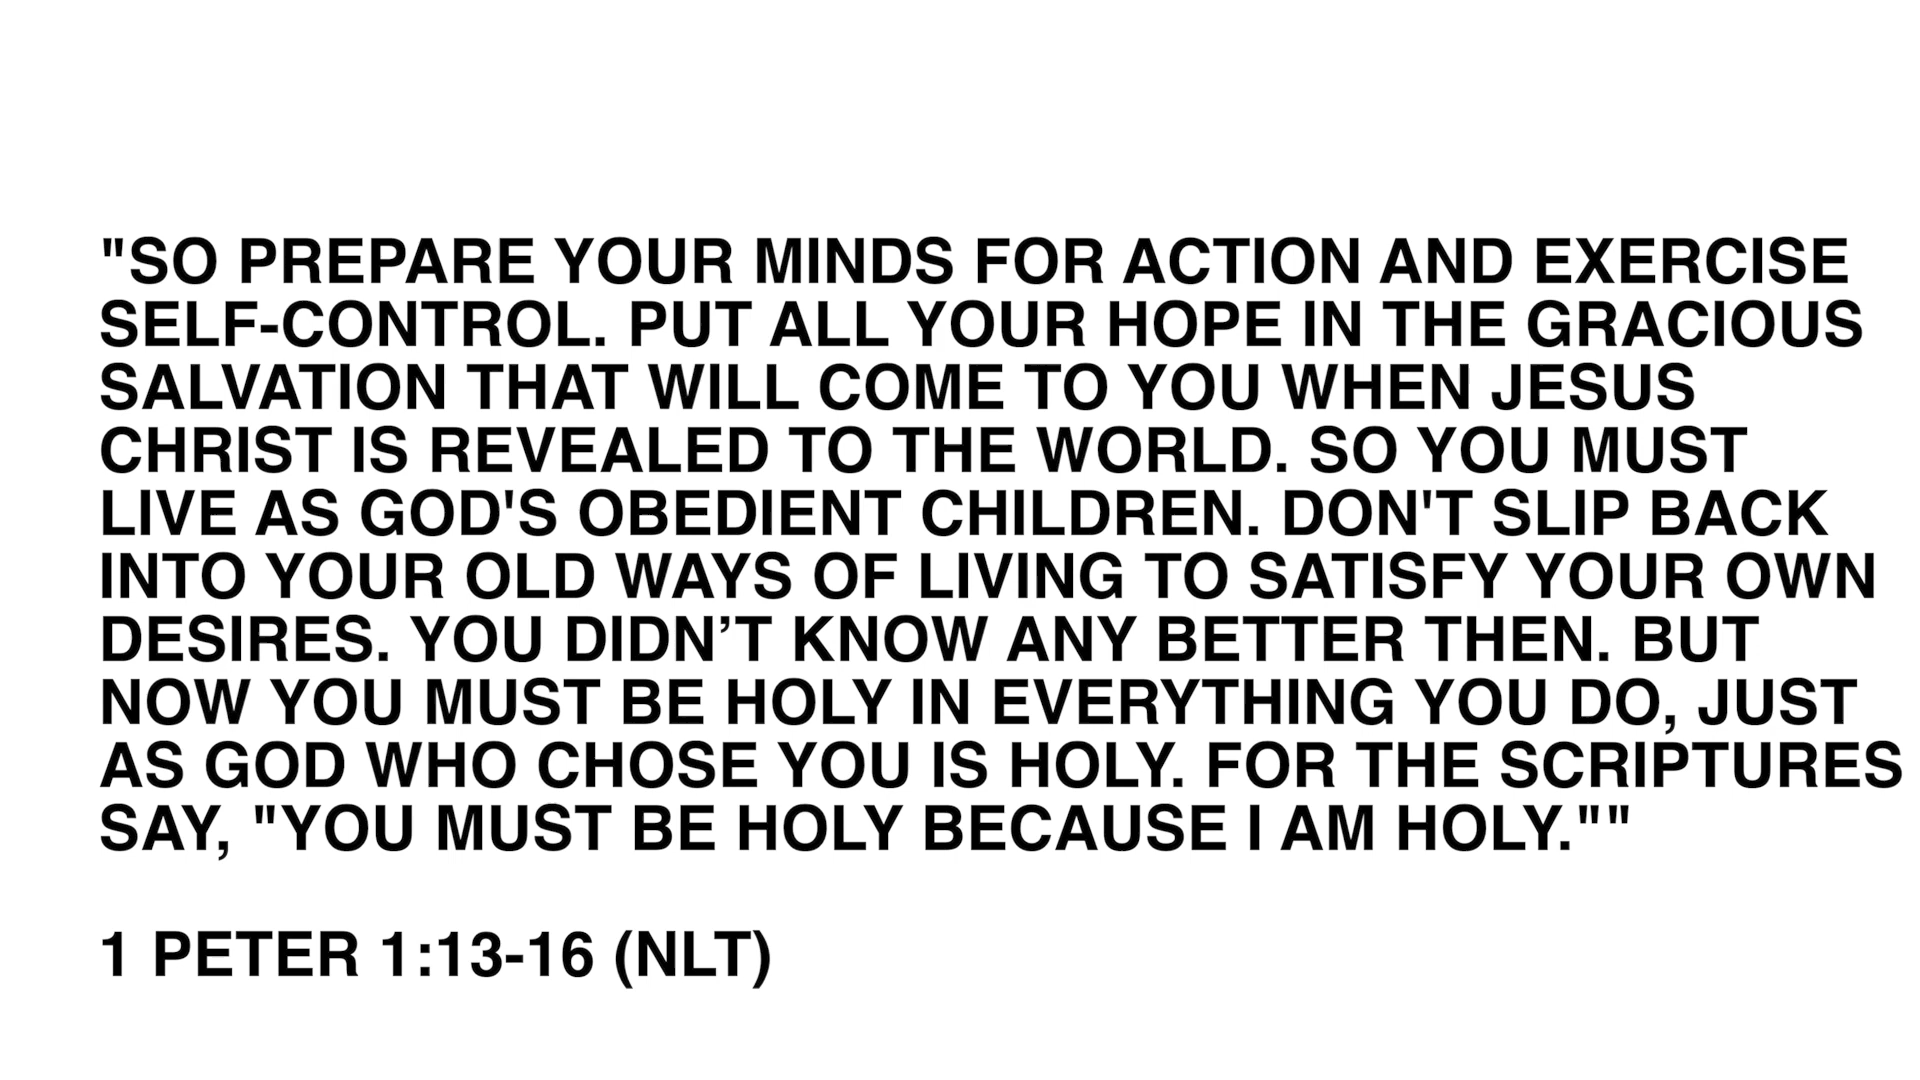 "SO PREPARE YOUR MINDS FOR ACTION AND EXERCISE
SELF-CONTROL. PUT ALL YOUR HOPE IN THE GRACIOUS
SALVATION THAT WILL COME TO YOU WHEN JESUS
CHRIST IS REVEALED TO THE WORLD. SO YOU MUST
LIVE AS GOD'S OBEDIENT CHILDREN. DON'T SLIP BACK
INTO YOUR OLD WAYS OF LIVING TO SATISFY YOUR OWN
DESIRES. YOU DIDN’T KNOW ANY BETTER THEN. BUT
NOW YOU MUST BE HOLY IN EVERYTHING YOU DO, JUST
AS GOD WHO CHOSE YOU IS HOLY. FOR THE SCRIPTURES
SAY, "YOU MUST BE HOLY BECAUSE I AM HOLY.""
1 PETER 1:13-16 (NLT)